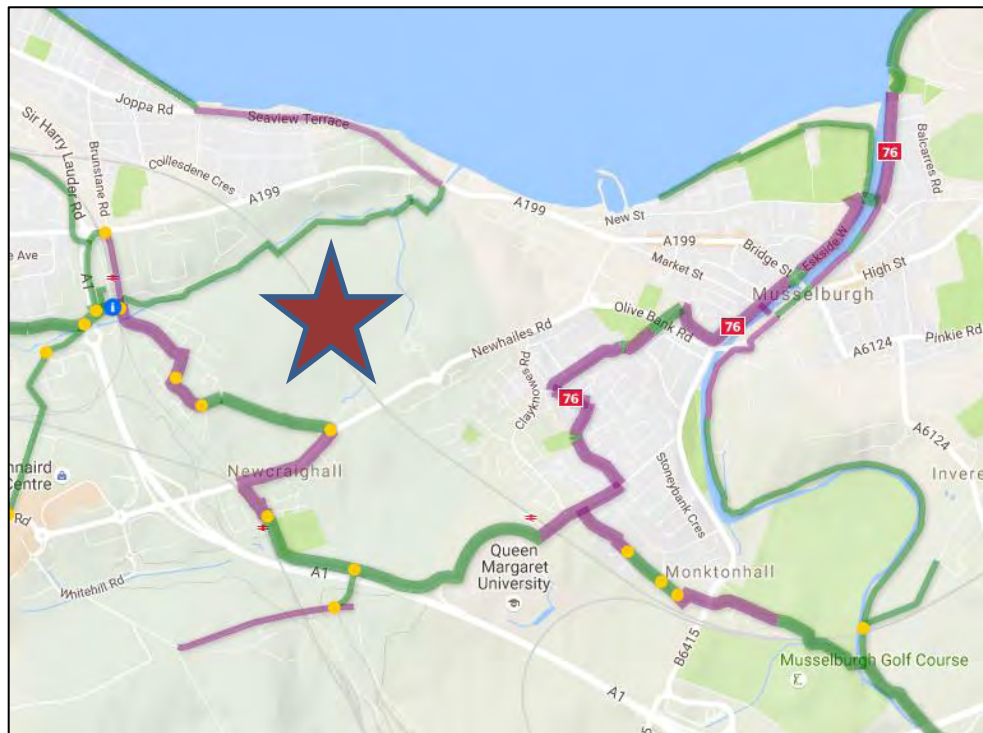 Joppa Rd
Seaview Terrace
Sir Harry Lauder Rd
Brunstane Rd
Coillesdene Cres
A199
A199
New St
A199
Bridge St
Market St
Eskside W
High St
76
Balcarres Rd
Musselburgh
e Ave
A1
Newhailes Rd
Olive Bank Rd
76
A6124
Pinkie Rd
Clayknowes Rd
76
A6124
Newcraighall
Stoneybank Cres
Invere
nnaird
Centre
Rd
Whitehill Rd
A1
Queen
Margaret
University
Monktonhall
B6415
Musselburgh Golf Course
A1